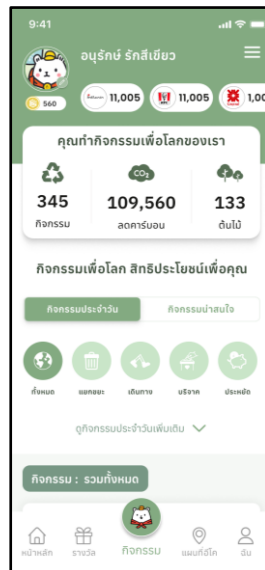 9:41
อนุรักษ์ รักสีเขียว
560
11,005
11,005
1,00
คุณทำกิจกรรมเพื่อโลกของเรา
CO₂
345
109,560
133
กิจกรรม
ลดคาร์บอน
ต้นไม้
กิจกรรมเพื่อโลก สิทธิประโยชน์เพื่อคุณ
กิจกรรมประจำวัน
กิจกรรมน่าสนใจ
ทั้งหมด
แยกขยะ
เดินทาง
บริจาค
ประหยัด
ดูกิจกรรมประจำวันเพิ่มเติม
กิจกรรม : รวมทั้งหมด
หน้าหลัก
รางวัล
กิจกรรม
แผนที่อีโค
ฉัน